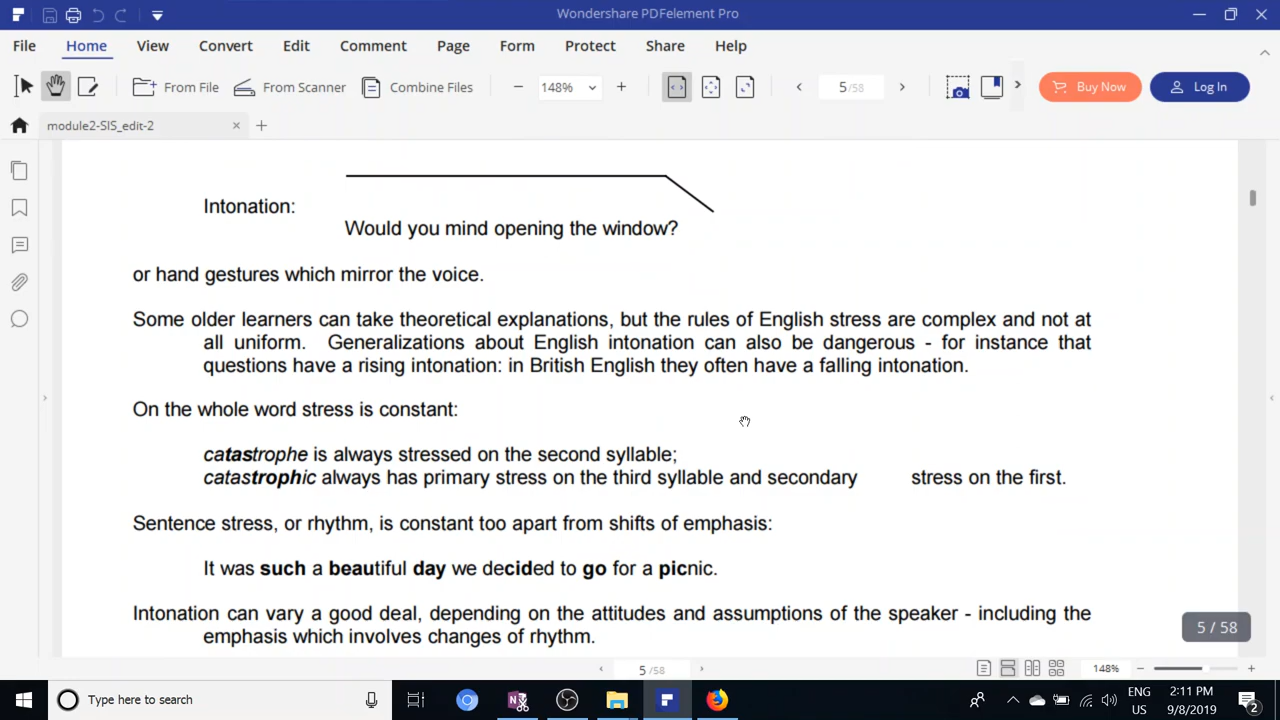 Wondershare PDFelement Pro
File Home View Convert Edit Comment Page Form Protect Share Help
From File From Scanner Combine Files 148% 5/58 Buy Now Log In
module2-SIS_edit-2
Intonation:
Would you mind opening the window?
or hand gestures which mirror the voice.
Some older learners can take theoretical explanations, but the rules of English stress are complex and not at
all uniform. Generalizations about English intonation can also be dangerous - for instance that
questions have a rising intonation: in British English they often have a falling intonation.
On the whole word stress is constant:
catastrophe is always stressed on the second syllable;
catastrophic always has primary stress on the third syllable and secondary stress on the first.
Sentence stress, or rhythm, is constant too apart from shifts of emphasis:
It was such a beautiful day we decided to go for a picnic.
Intonation can vary a good deal, depending on the attitudes and assumptions of the speaker - including the
emphasis which involves changes of rhythm.
5 / 58
5 /58 148%
Type here to search ENG 2:11 PM
US 9/8/2019 2